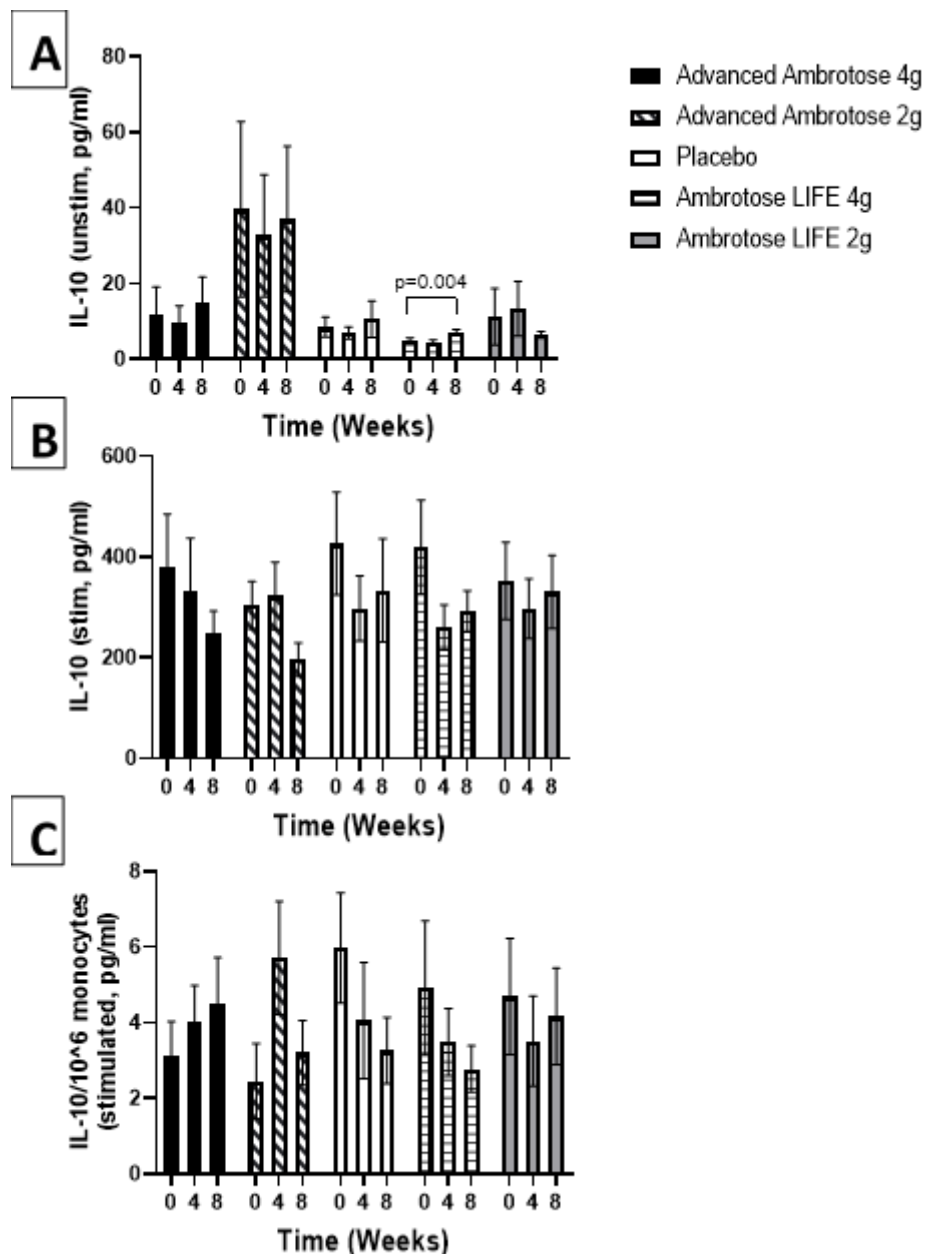 A
IL-10 (unstim, pg/ml)
80
60
40
20
0
p=0.004
0 4 8 0 4 8 0 4 8 0 4 8 0 4 8
Time (Weeks)
Advanced Ambrotose 4g
Advanced Ambrotose 2g
Placebo
Ambrotose LIFE 4g
Ambrotose LIFE 2g
B
IL-10 (stim, pg/ml)
600
400
200
0
0 4 8 0 4 8 0 4 8 0 4 8 0 4 8
Time (Weeks)
C
IL-10/10^6 monocytes
(stimulated, pg/ml)
8
6
4
2
0
0 4 8 0 4 8 0 4 8 0 4 8 0 4 8
Time (Weeks)